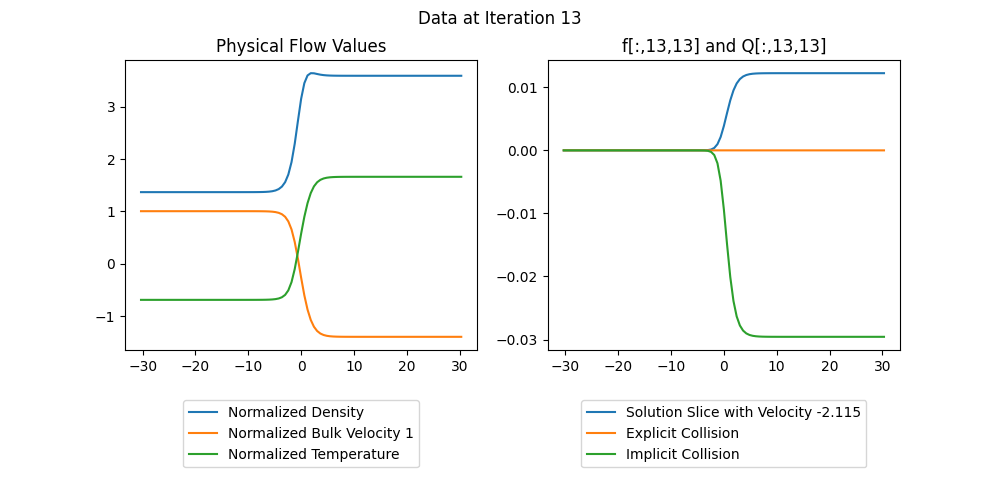 Data at Iteration 13
Physical Flow Values
3
2
1
0
−1
−30
−20
−10
0
10
20
30
Normalized Density
Normalized Bulk Velocity 1
Normalized Temperature
f[:,13,13] and Q[:,13,13]
0.01
0.00
−0.01
−0.02
−0.03
−30
−20
−10
0
10
20
30
Solution Slice with Velocity -2.115
Explicit Collision
Implicit Collision